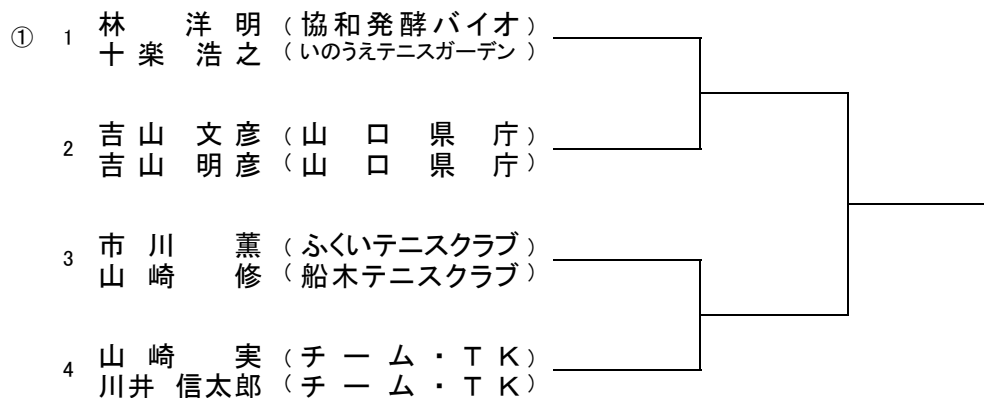 ① 1 林 洋明 (協和発酵バイオ)
十楽 浩之 (いのうえテニスガーデン)
2 吉山 文彦 (山口県庁)
吉山 明彦 (山口県庁)
3 市川 薫 (ふくいテニスクラブ)
山崎 修 (船木テニスクラブ)
4 山崎 実 (チーム・ＴＫ)
川井 信太郎 (チーム・ＴＫ)